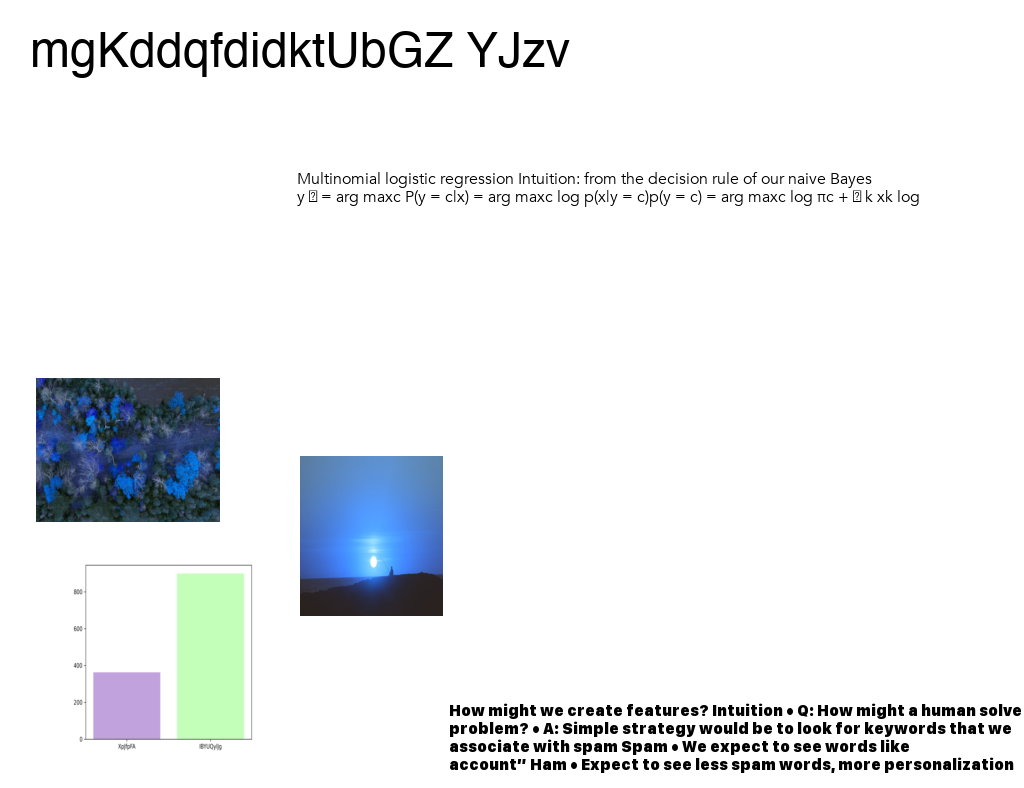 mgKddqfdidktUbGZ YJzv
Multinomial logistic regression Intuition: from the decision rule of our naive Bayes
y = arg maxc P(y = c|x) = arg maxc log p(x|y = c)p(y = c) = arg maxc log πc + k xk log
800
600
400
200
0
How might we create features? Intuition • Q: How might a human solve
problem? • A: Simple strategy would be to look for keywords that we
associate with spam Spam • We expect to see words like
account” Ham • Expect to see less spam words, more personalization